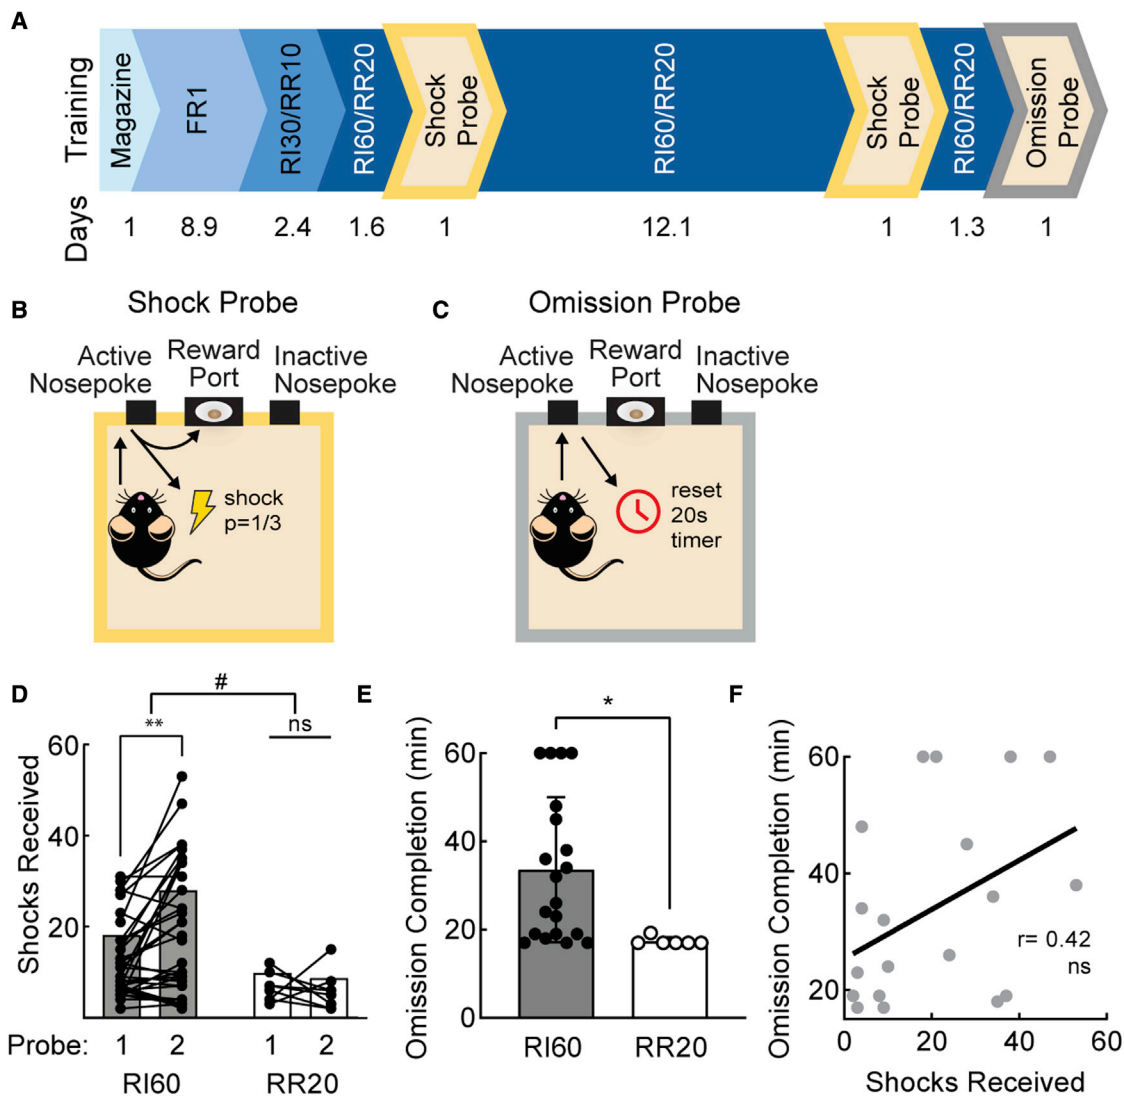 A
Training
Magazine
FR1
RI30/RR10
RI60/RR20
Shock
Probe
RI60/RR20
Shock
Probe
RI60/RR20
Omission
Probe
Days
1 8.9 2.4 1.6 1 12.1 1 1.3 1
B
Shock Probe
Active
Nosepoke
Reward
Port
Inactive
Nosepoke
shock
p=1/3
C
Omission Probe
Active
Nosepoke
Reward
Port
Inactive
Nosepoke
reset
20s
timer
D
#
**
ns
Shocks Received
60
40
20
Probe: 1 2 1 2
RI60 RR20
E
*
Omission Completion (min)
60
40
20
0
RI60 RR20
F
Omission Completion (min)
60
40
20
r= 0.42
ns
0 20 40 60
Shocks Received